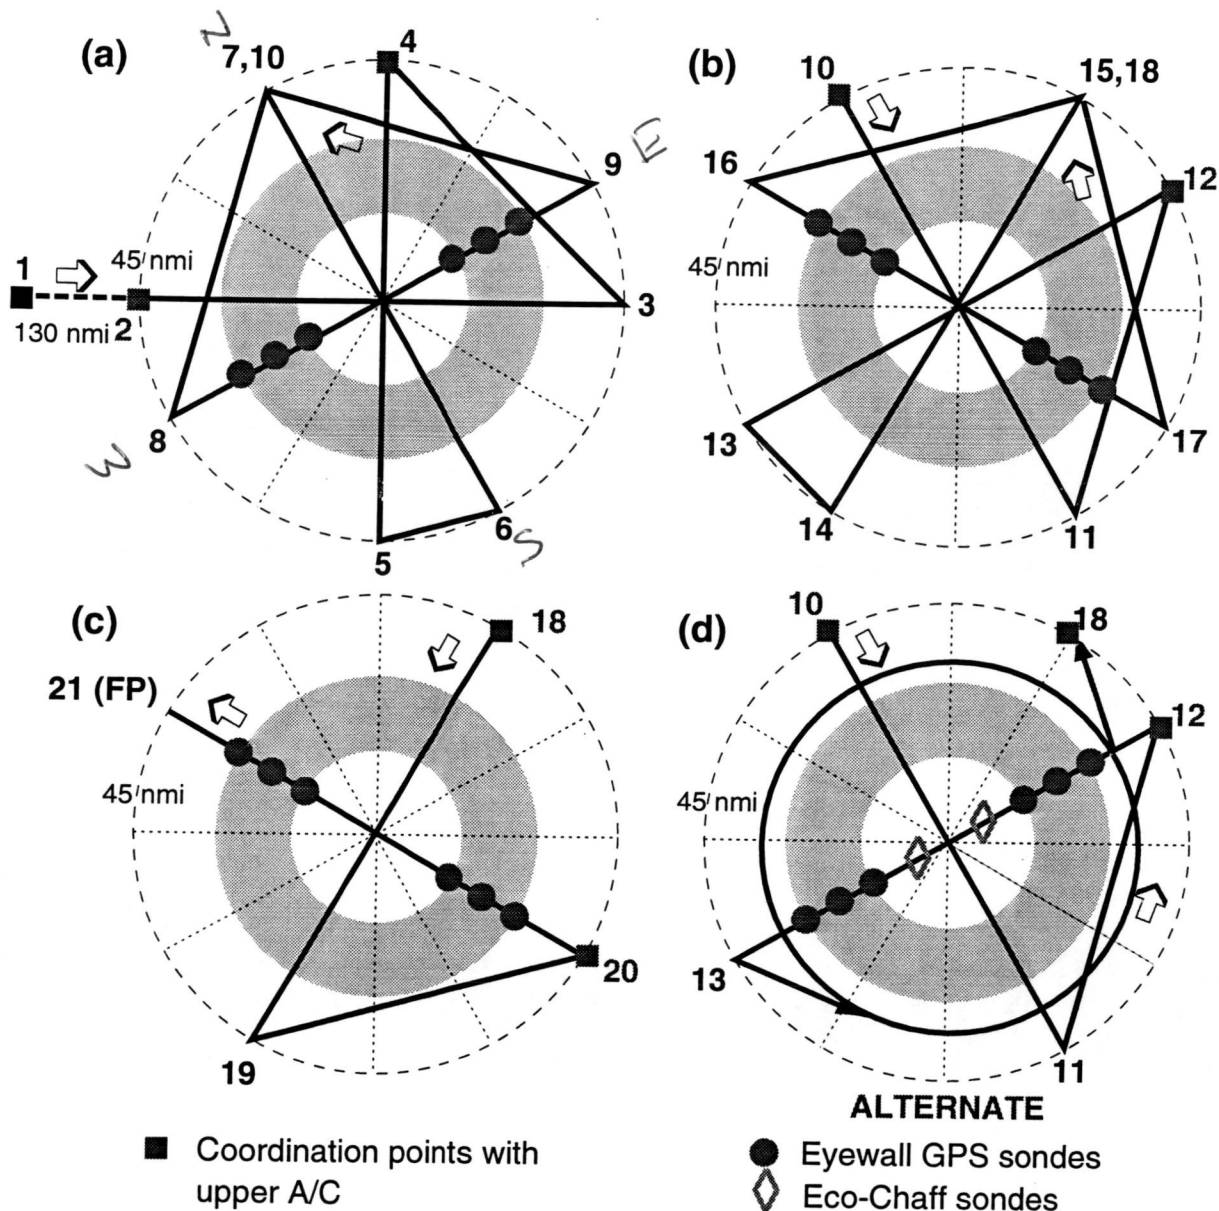 (a)
N
7,10
4
9
E
1
45 nmi
130 nmi 2
3
8
W
6
S
5
(b)
10
15,18
16
12
45 nmi
13
17
14
11
(c)
18
21 (FP)
45 nmi
20
19
(d)
10
18
12
45 nmi
13
11
ALTERNATE
Coordination points with
upper A/C
Eyewall GPS sondes
Eco-Chaff sondes